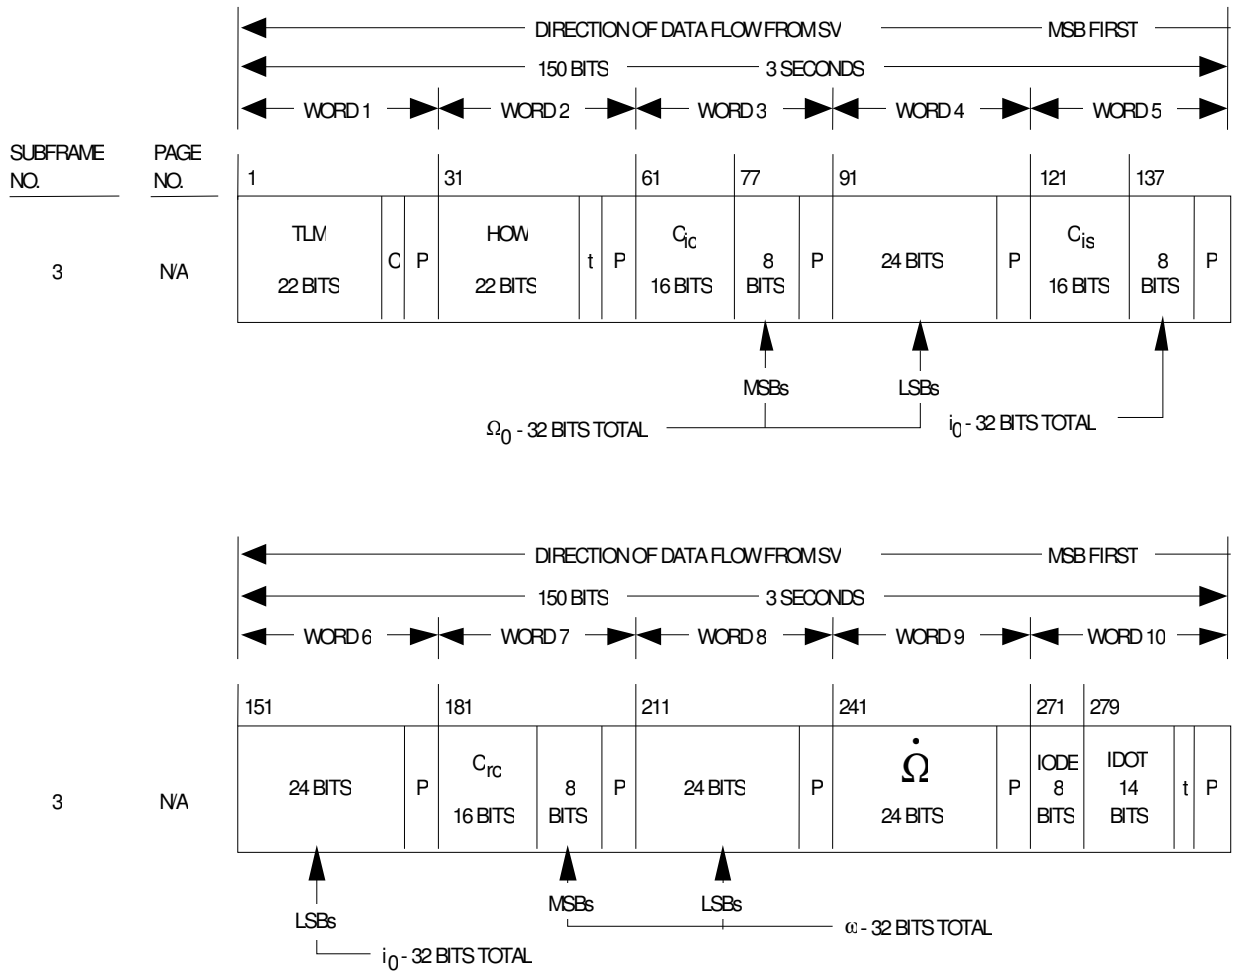 DIRECTION OF DATA FLOW FROM SV MSB FIRST
150 BITS 3 SECONDS
WORD 1 WORD 2 WORD 3 WORD 4 WORD 5
SUBFRAME PAGE
NO. NO.
1 31 61 77 91 121 137
TLM HOW Cic Cis
3 N/A C P t P 8 P 24 BITS P 8 P
22 BITS 22 BITS 16 BITS BITS 16 BITS BITS
MSBs LSBs
Ω0 - 32 BITS TOTAL i0 - 32 BITS TOTAL
DIRECTION OF DATA FLOW FROM SV MSB FIRST
150 BITS 3 SECONDS
WORD 6 WORD 7 WORD 8 WORD 9 WORD 10
151 181 211 241 271 279
Crc Ω̇ IODE IDOT
3 N/A 24 BITS P 8 P 24 BITS P P 8 14 t P
16 BITS BITS 24 BITS BITS BITS
LSBs MSBs LSBs
ω - 32 BITS TOTAL
i0 - 32 BITS TOTAL